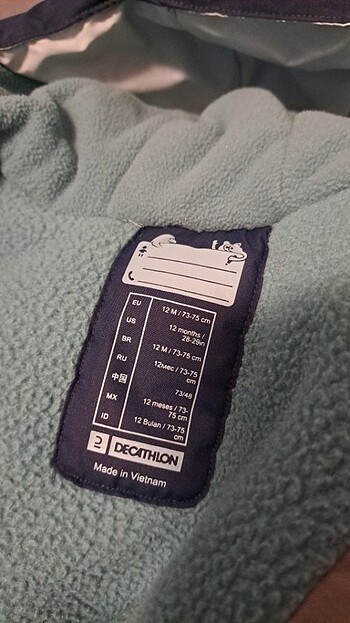 EU 12 M / 73-75 cm
US 12 months /
28-29in
BR 12 M / 73-75 cm
RU 12мес / 73-75
cm
中国 73/48
MX 12 meses / 73-
75 cm
ID 12 Bulan / 73-75
cm
DECATHLON
Made in Vietnam